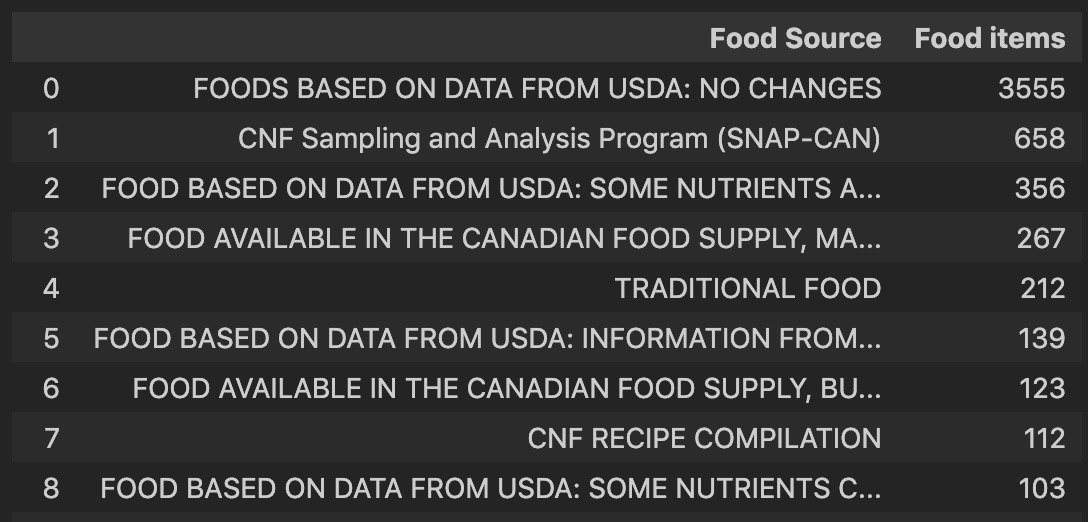 Food Source Food items
0 FOODS BASED ON DATA FROM USDA: NO CHANGES 3555
1 CNF Sampling and Analysis Program (SNAP-CAN) 658
2 FOOD BASED ON DATA FROM USDA: SOME NUTRIENTS A... 356
3 FOOD AVAILABLE IN THE CANADIAN FOOD SUPPLY, MA... 267
4 TRADITIONAL FOOD 212
5 FOOD BASED ON DATA FROM USDA: INFORMATION FROM... 139
6 FOOD AVAILABLE IN THE CANADIAN FOOD SUPPLY, BU... 123
7 CNF RECIPE COMPILATION 112
8 FOOD BASED ON DATA FROM USDA: SOME NUTRIENTS C... 103